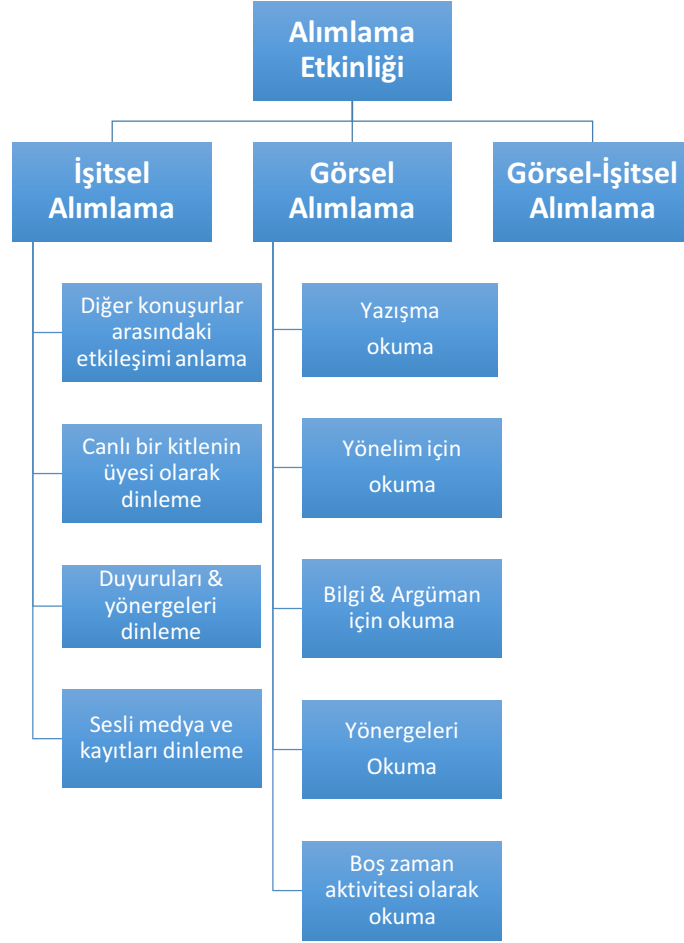 Alımlama
Etkinliği
İşitsel
Alımlama
Görsel
Alımlama
Görsel-İşitsel
Alımlama
Diğer konuşurlar
arasındaki
etkileşimi anlama
Canlı bir kitlenin
üyesi olarak
dinleme
Duyuruları &
yönergeleri
dinleme
Sesli medya ve
kayıtları dinleme
Yazışma
okuma
Yönelim için
okuma
Bilgi & Argüman
için okuma
Yönergeleri
Okuma
Boş zaman
aktivitesi olarak
okuma